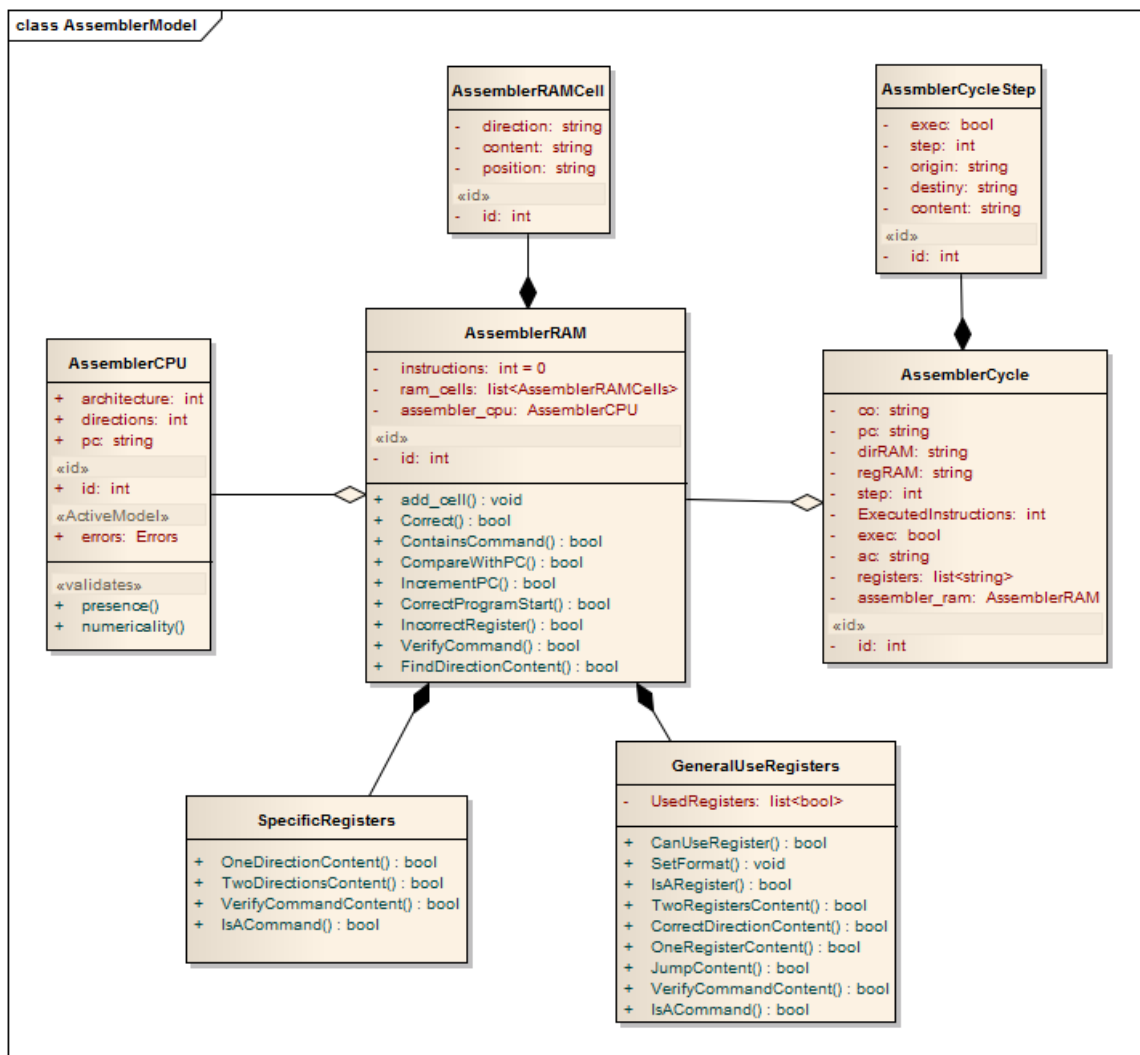 class AssemblerModel
AssemblerRAMCell
- direction: string
- content: string
- position: string
«id»
- id: int
AssmblerCycleStep
- exec: bool
- step: int
- origin: string
- destiny: string
- content: string
«id»
- id: int
AssemblerCPU
+ architecture: int
+ directions: int
+ pc: string
«id»
+ id: int
«ActiveModel»
+ errors: Errors
«validates»
+ presence()
+ numericality()
AssemblerRAM
- instructions: int = 0
- ram_cells: list<AssemblerRAMCells>
- assembler_cpu: AssemblerCPU
«id»
- id: int
+ add_cell() : void
+ Correct() : bool
+ ContainsCommand() : bool
+ CompareWithPC() : bool
+ IncrementPC() : bool
+ CorrectProgramStart() : bool
+ IncorrectRegister() : bool
+ VerifyCommand() : bool
+ FindDirectionContent() : bool
AssemblerCycle
- co: string
- pc: string
- dirRAM: string
- regRAM: string
- step: int
- ExecutedInstructions: int
- exec: bool
- ac: string
- registers: list<string>
- assembler_ram: AssemblerRAM
«id»
- id: int
SpecificRegisters
+ OneDirectionContent() : bool
+ TwoDirectionsContent() : bool
+ VerifyCommandContent() : bool
+ IsACommand() : bool
GeneralUseRegisters
- UsedRegisters: list<bool>
+ CanUseRegister() : bool
+ SetFormat() : void
+ IsARegister() : bool
+ TwoRegistersContent() : bool
+ CorrectDirectionContent() : bool
+ OneRegisterContent() : bool
+ JumpContent() : bool
+ VerifyCommandContent() : bool
+ IsACommand() : bool